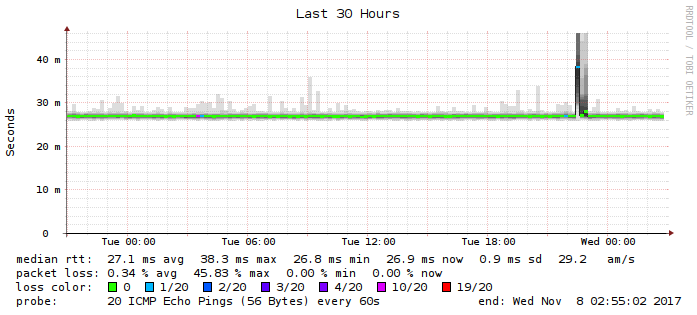 Last 30 Hours
RRDTOOL / TOBI OETIKER
Seconds
40 m
30 m
20 m
10 m
0
Tue 00:00 Tue 06:00 Tue 12:00 Tue 18:00 Wed 00:00
median rtt: 27.1 ms avg 38.3 ms max 26.8 ms min 26.9 ms now 0.9 ms sd 29.2 am/s
packet loss: 0.34 % avg 45.83 % max 0.00 % min 0.00 % now
loss color: 0 1/20 2/20 3/20 4/20 10/20 19/20
probe: 20 ICMP Echo Pings (56 Bytes) every 60s end: Wed Nov 8 02:55:02 2017